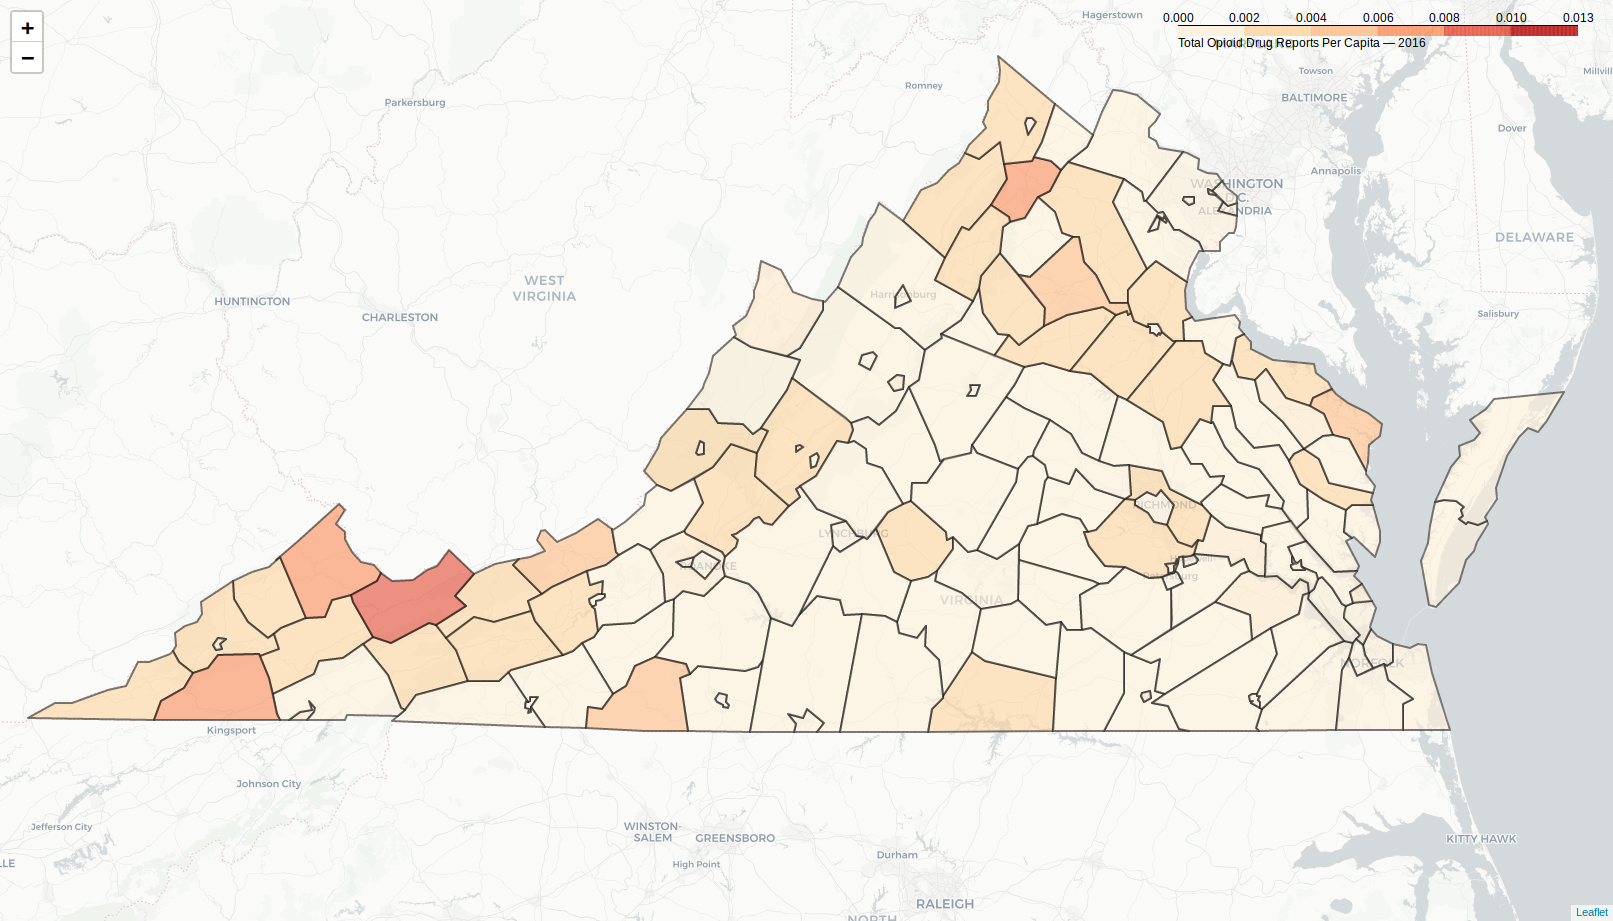 +
−
Hagerstown
0.000 0.002 0.004 0.006 0.008 0.010 0.013
Total Opioid Drug Reports Per Capita — 2016
Towson
Millvill
Romney
BALTIMORE
Parkersburg
Dover
Annapolis
WASHINGTON
D.C.
ALEXANDRIA
DELAWARE
WEST
VIRGINIA
HUNTINGTON
Harrisonburg
CHARLESTON
Salisbury
RICHMOND
LYNCHBURG
Hopewell
ROANOKE
Petersburg
VIRGINIA
NORFOLK
Kingsport
Johnson City
Jefferson City
WINSTON-
SALEM
GREENSBORO
KITTY HAWK
Durham
High Point
LLE
RALEIGH
NORTH
Leaflet